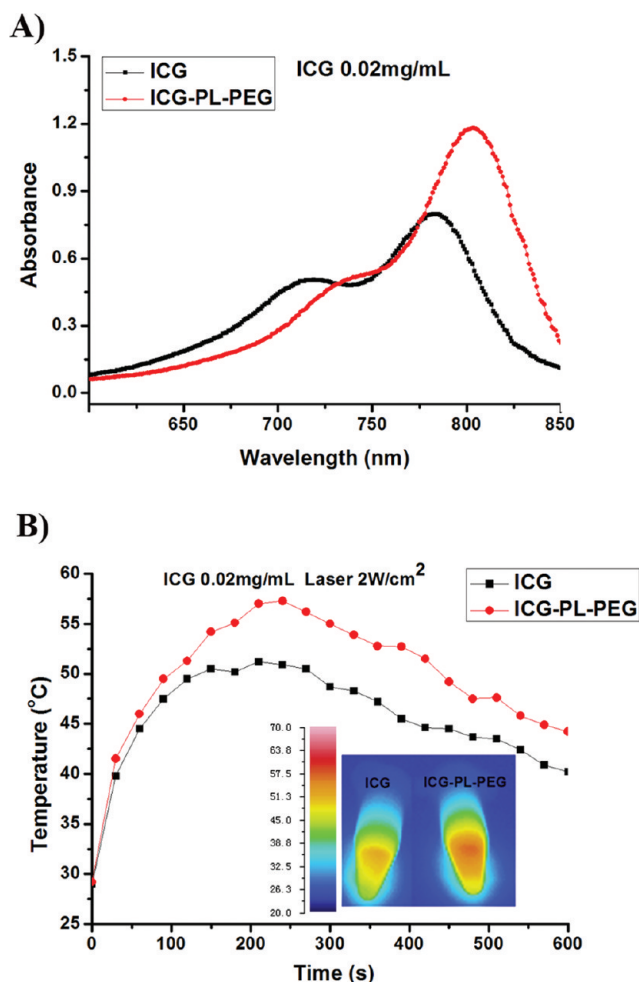 A)
ICG
ICG-PL-PEG
ICG 0.02mg/mL
1.5
1.2
0.9
0.6
0.3
0.0
Absorbance
650 700 750 800 850
Wavelength (nm)
B)
ICG 0.02mg/mL Laser 2W/cm²
ICG
ICG-PL-PEG
60
55
50
45
40
35
30
25
Temperature (°C)
70.0
63.8
57.5
51.3
45.0
38.8
32.5
26.3
20.0
ICG ICG-PL-PEG
0 100 200 300 400 500 600
Time (s)